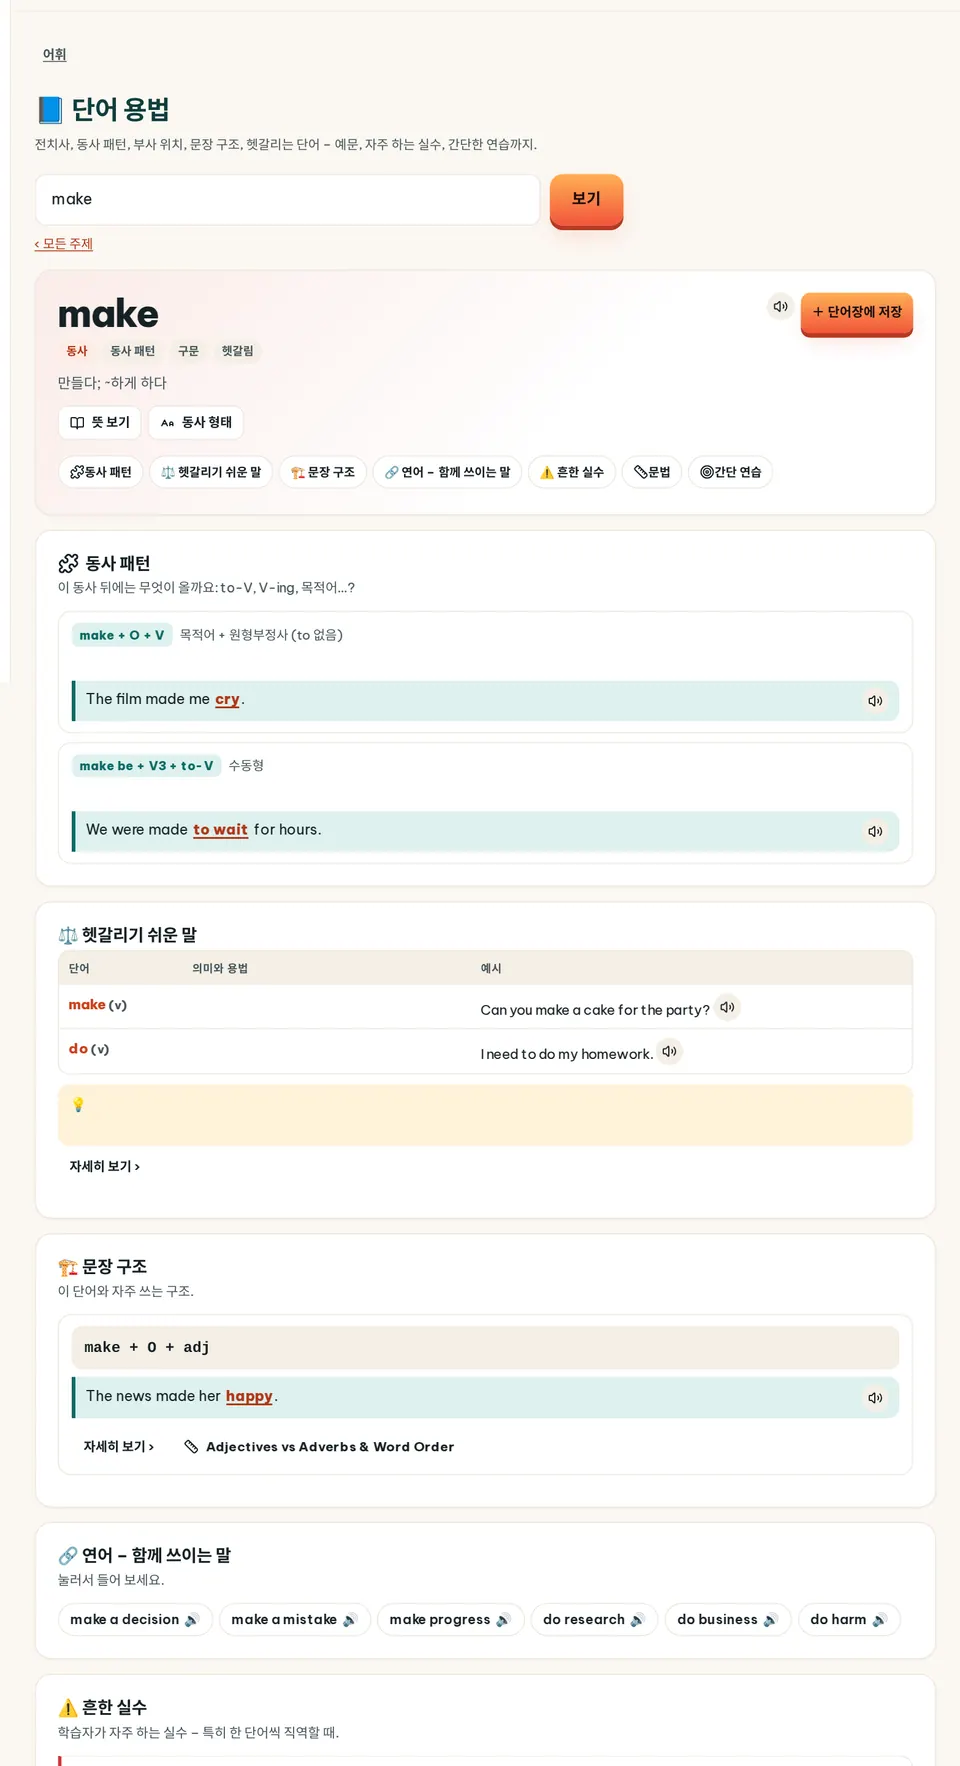 어휘
단어 용법
전치사, 동사 패턴, 부사 위치, 문장 구조, 헷갈리는 단어 – 예문, 자주 하는 실수, 간단한 연습까지.
make
보기
‹ 모든 주제
make
+ 단어장에 저장
동사 동사 패턴 구문 헷갈림
만들다; ~하게 하다
뜻 보기 Aa 동사 형태
동사 패턴 헷갈리기 쉬운 말 문장 구조 연어 – 함께 쓰이는 말 흔한 실수 문법 간단 연습
동사 패턴
이 동사 뒤에는 무엇이 올까요: to-V, V-ing, 목적어…?
make + O + V 목적어 + 원형부정사 (to 없음)
The film made me cry.
make be + V3 + to-V 수동형
We were made to wait for hours.
헷갈리기 쉬운 말
단어 의미와 용법 예시
make (v) Can you make a cake for the party?
do (v) I need to do my homework.
자세히 보기 ›
문장 구조
이 단어와 자주 쓰는 구조.
make + O + adj
The news made her happy.
자세히 보기 › Adjectives vs Adverbs & Word Order
연어 – 함께 쓰이는 말
눌러서 들어 보세요.
make a decision make a mistake make progress do research do business do harm
흔한 실수
학습자가 자주 하는 실수 – 특히 한 단어씩 직역할 때.